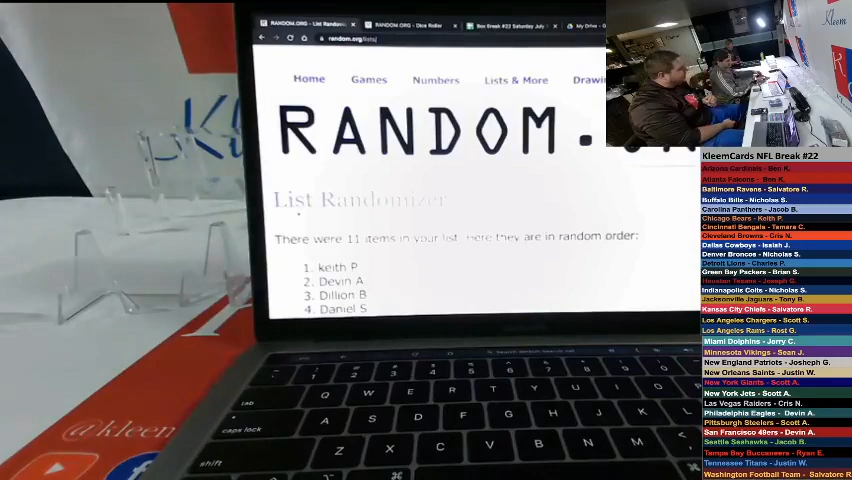 RANDOM.ORG - List Randomi
RANDOM.ORG - Dice Roller
Box Break #22 Saturday July
My Drive - G
random.org/lists/
Home Games Numbers Lists & More Drawin
RANDOM.
List Randomizer
There were 11 items in your list. Here they are in random order:
1. keith P
2. Devin A
3. Dillion B
4. Daniel S
@kleen
tab
caps lock
shift
Q W E R T Y U I O P
A S D F G H J K L
Z X C V B N M
Kleem
KleemCards NFL Break #22
Arizona Cardinals - Ben K.
Atlanta Falcons - Ben K.
Baltimore Ravens - Salvatore R.
Buffalo Bills - Nicholas S.
Carolina Panthers - Jacob B.
Chicago Bears - Keith P.
Cincinnati Bengals - Tamara C.
Cleveland Browns - Cris N.
Dallas Cowboys - Isaiah J.
Denver Broncos - Nicholas S.
Detroit Lions - Charles P.
Green Bay Packers - Brian S.
Houston Texans - Joseph G.
Indianapolis Colts - Nicholas S.
Jacksonville Jaguars - Tony B.
Kansas City Chiefs - Salvatore R.
Los Angeles Chargers - Scott S.
Los Angeles Rams - Rost G.
Miami Dolphins - Jerry C.
Minnesota Vikings - Sean J.
New England Patriots - Josheph G.
New Orleans Saints - Justin W.
New York Giants - Scott A.
New York Jets - Scott A.
Las Vegas Raiders - Cris N.
Philadelphia Eagles - Devin A.
Pittsburg Steelers - Scott A.
San Francisco 49ers - Devin A.
Seattle Seahawks - Jacob B.
Tampa Bay Buccaneers - Ryan E.
Tennessee Titans - Justin W.
Washington Football Team - Salvatore R